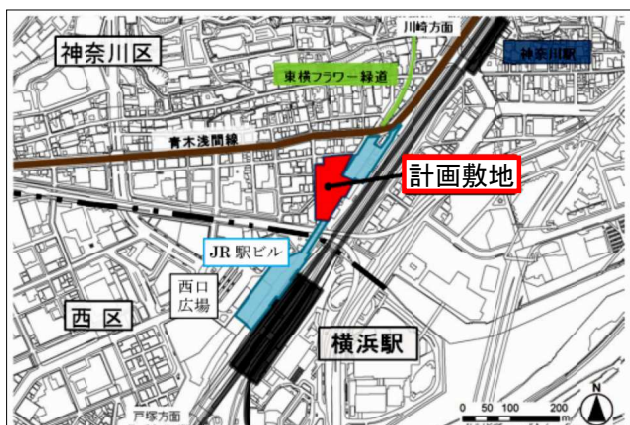 川崎方面
神奈川区
神奈川駅
東横フラワー緑道
青木浅間線
計画敷地
JR 駅ビル
西口
広場
西区
横浜駅
戸塚方面
N
0 50 100 200
m